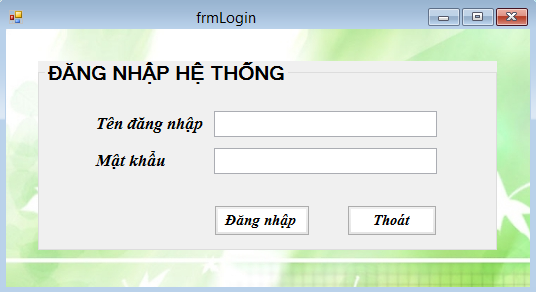 frmLogin
ĐĂNG NHẬP HỆ THỐNG
Tên đăng nhập
Mật khẩu
Đăng nhập
Thoát